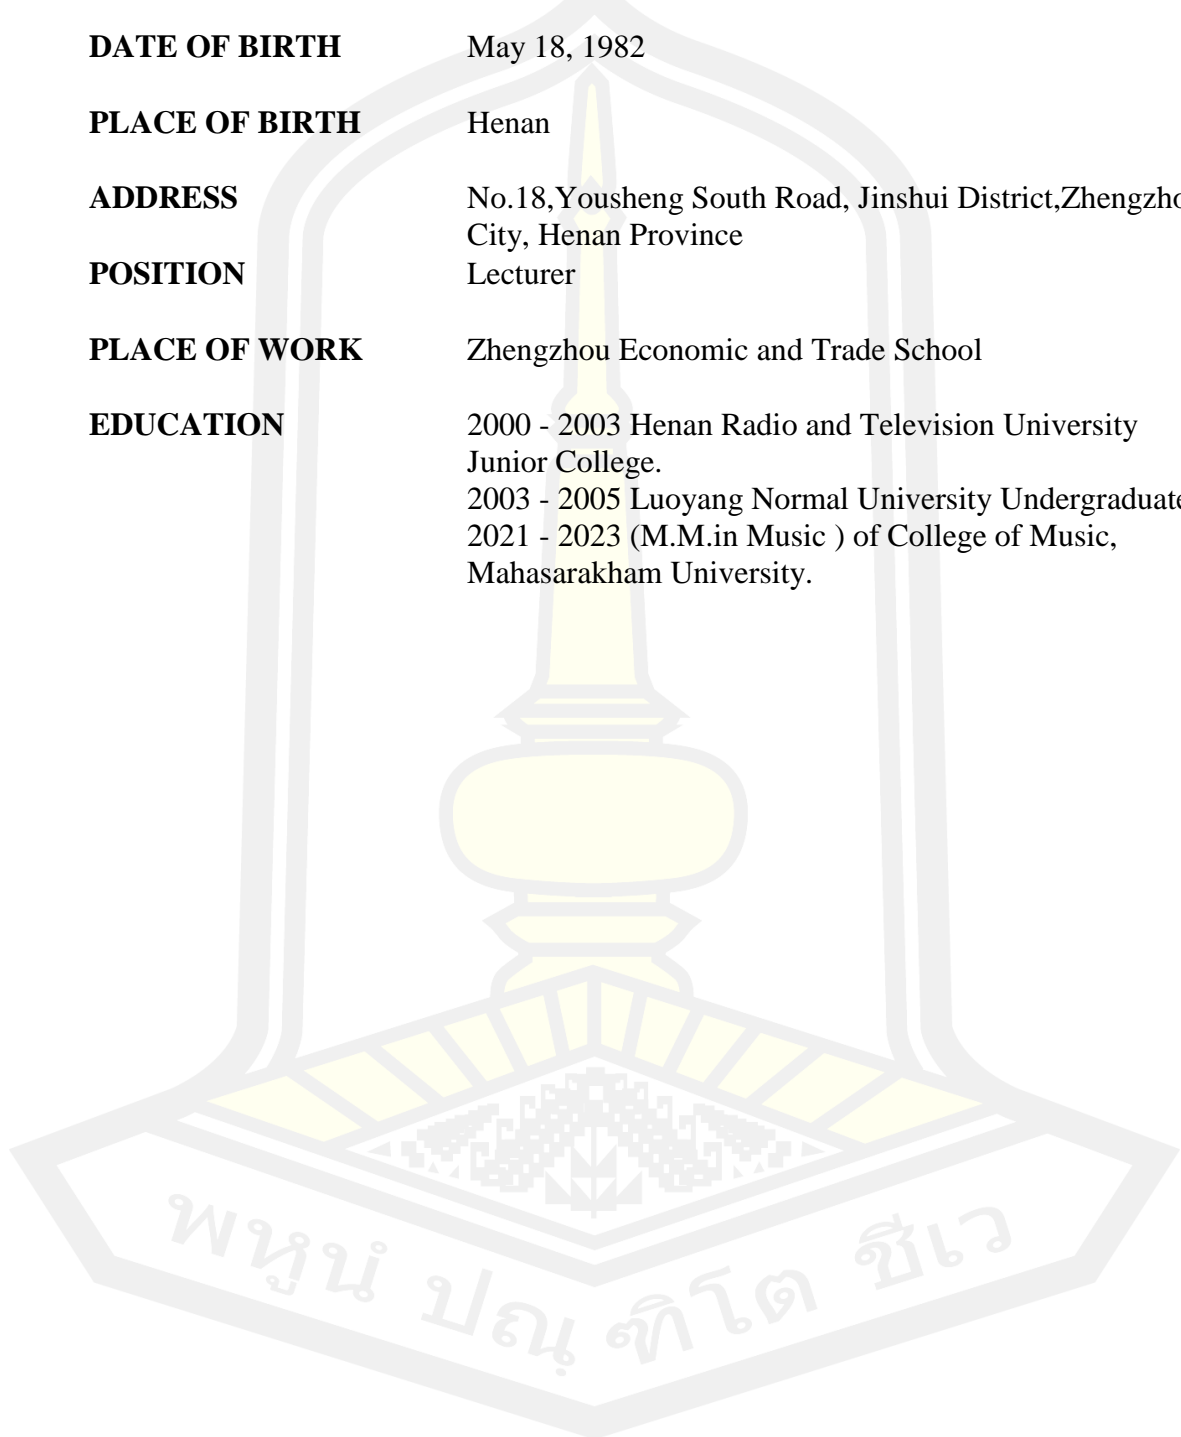 DATE OF BIRTH May 18, 1982
PLACE OF BIRTH Henan
ADDRESS No.18,Yousheng South Road, Jinshui District,Zhengzho
City, Henan Province
POSITION Lecturer
PLACE OF WORK Zhengzhou Economic and Trade School
EDUCATION 2000 - 2003 Henan Radio and Television University
Junior College.
2003 - 2005 Luoyang Normal University Undergraduate
2021 - 2023 (M.M.in Music ) of College of Music,
Mahasarakham University.
พหูนํ ปณฺฑิโต ชีเว